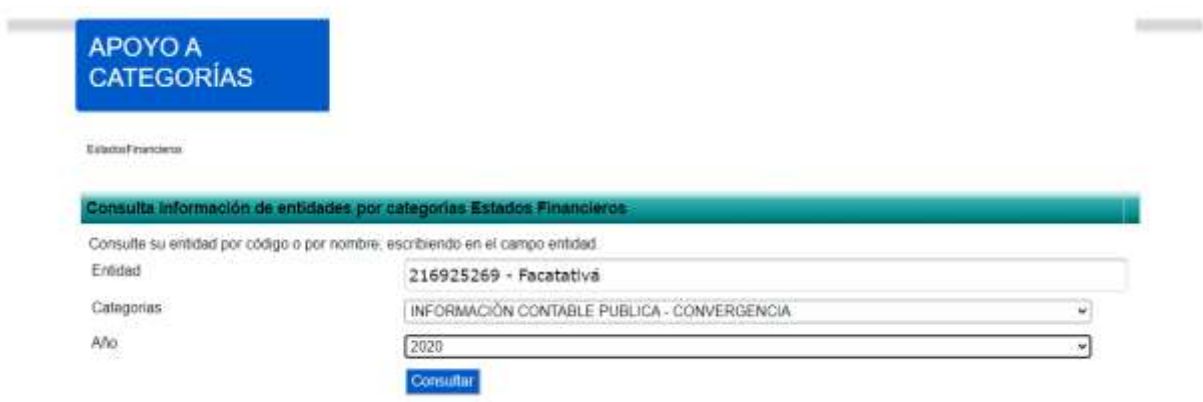 APOYO A
CATEGORÍAS
EstadosFinancieros
Consulta Información de entidades por categorias Estados Financieros
Consulte su entidad por código o por nombre, escribiendo en el campo entidad
Entidad 216925269 - Facatativá
Categorias INFORMACIÓN CONTABLE PUBLICA - CONVERGENCIA
Año 2020
Consultar